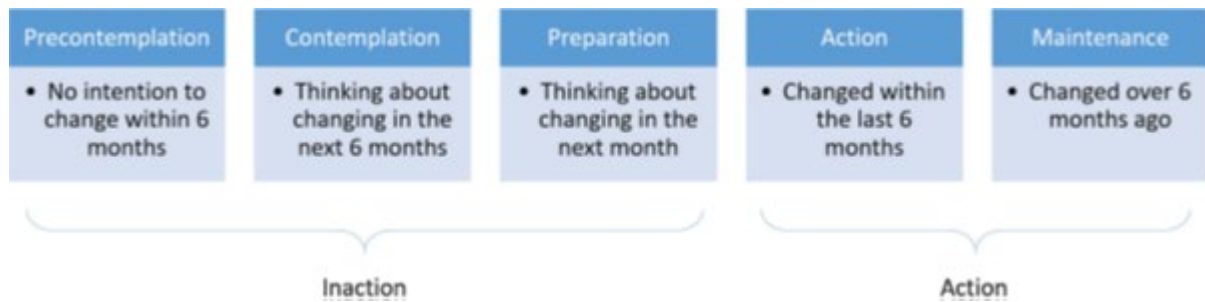 Precontemplation
• No intention to
change within 6
months
Contemplation
• Thinking about
changing in the
next 6 months
Preparation
• Thinking about
changing in the
next month
Action
• Changed within
the last 6
months
Maintenance
• Changed over 6
months ago
Inaction
Action